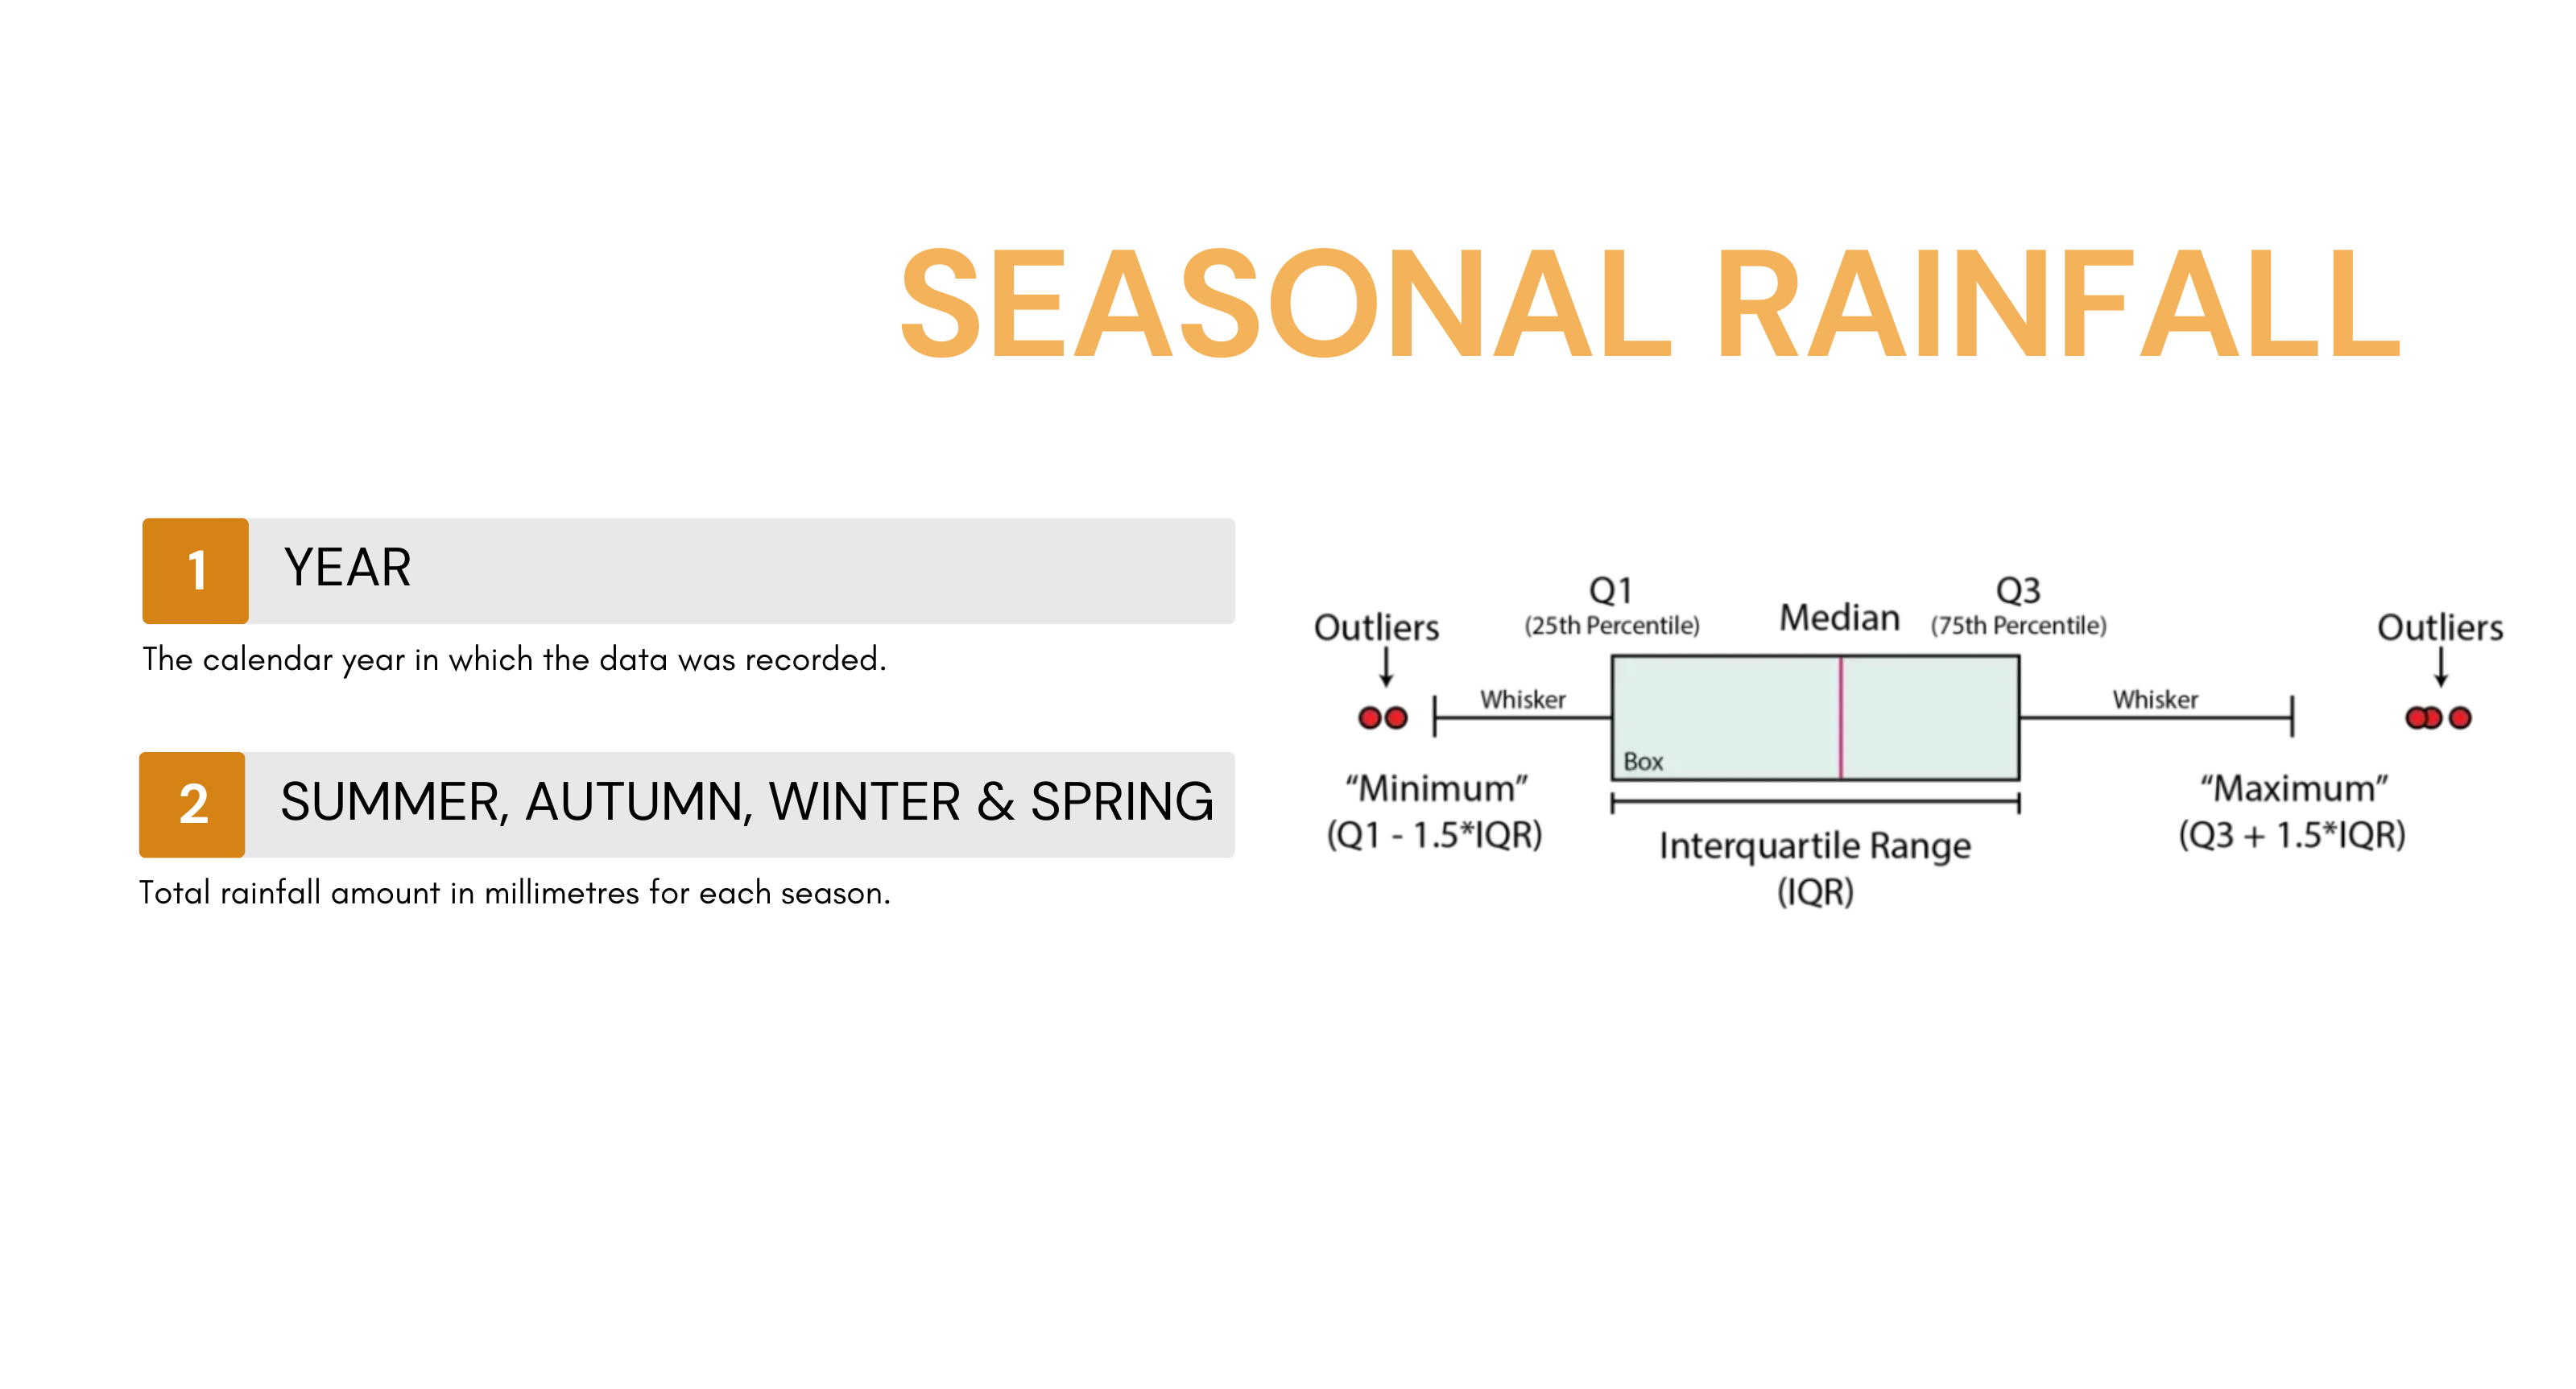 SEASONAL RAINFALL
1 YEAR
The calendar year in which the data was recorded.
2 SUMMER, AUTUMN, WINTER & SPRING
Total rainfall amount in millimetres for each season.
Outliers
Q1
(25th Percentile)
Median
Q3
(75th Percentile)
Outliers
Whisker
Whisker
Box
“Minimum”
(Q1 - 1.5*IQR)
Interquartile Range
(IQR)
“Maximum”
(Q3 + 1.5*IQR)